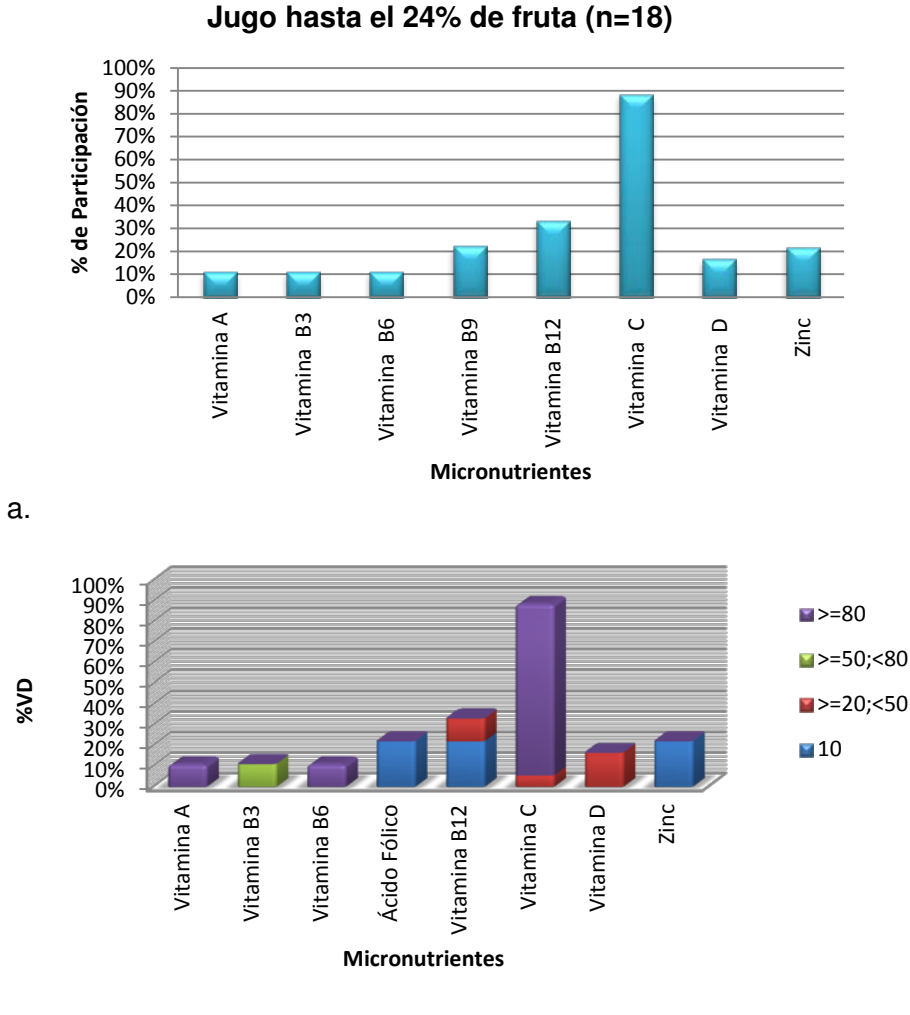 Jugo hasta el 24% de fruta (n=18)
% de Participación
100%
90%
80%
70%
60%
50%
40%
30%
20%
10%
0%
Vitamina A
Vitamina B3
Vitamina B6
Vitamina B9
Vitamina B12
Vitamina C
Vitamina D
Zinc
Micronutrientes
a.
%VD
100%
90%
80%
70%
60%
50%
40%
30%
20%
10%
0%
Vitamina A
Vitamina B3
Vitamina B6
Ácido Fólico
Vitamina B12
Vitamina C
Vitamina D
Zinc
Micronutrientes
>=80
>=50;<80
>=20;<50
10